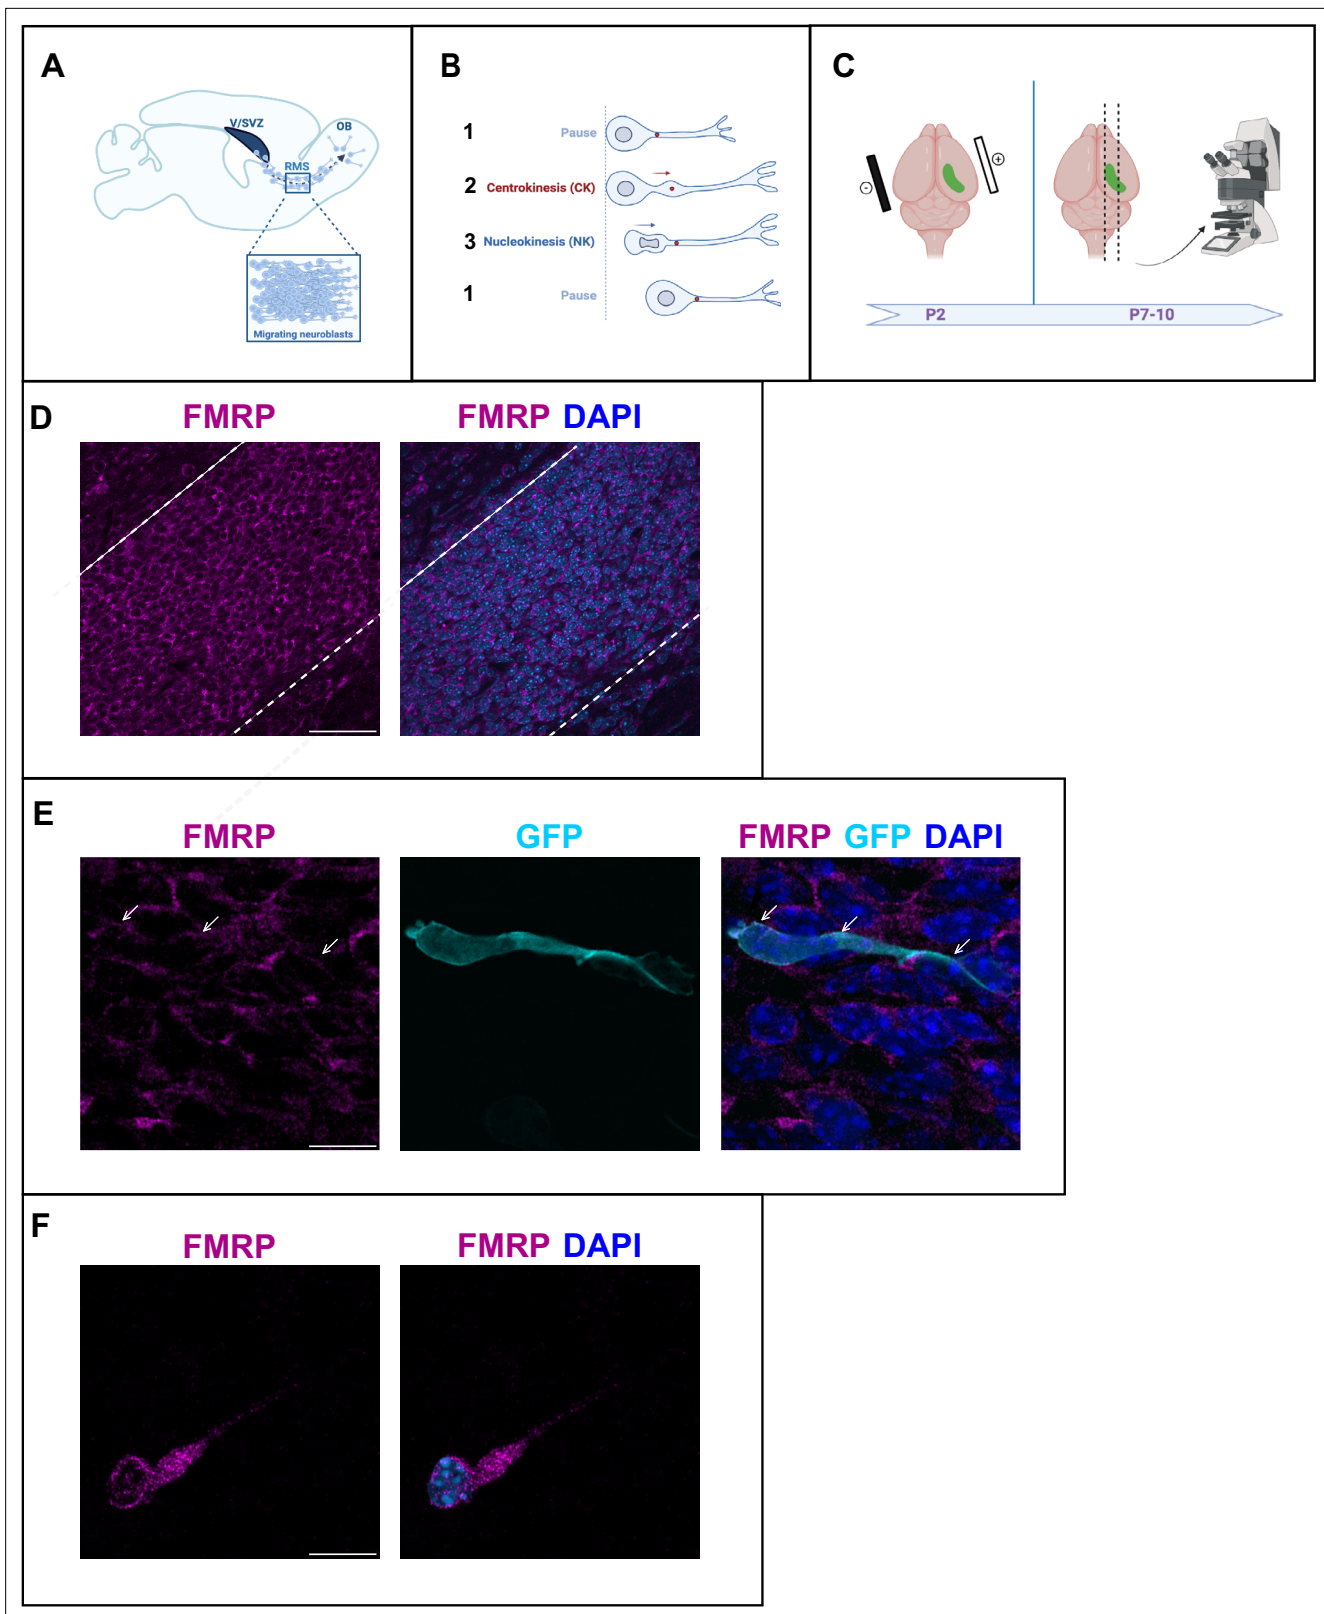 A
V/SVZ
OB
RMS
Migrating neuroblasts
B
1 Pause
2 Centrokinesis (CK)
3 Nucleokinesis (NK)
1 Pause
C
-
+
P2
P7-10
D
FMRP
FMRP DAPI
E
FMRP
GFP
FMRP GFP DAPI
F
FMRP
FMRP DAPI